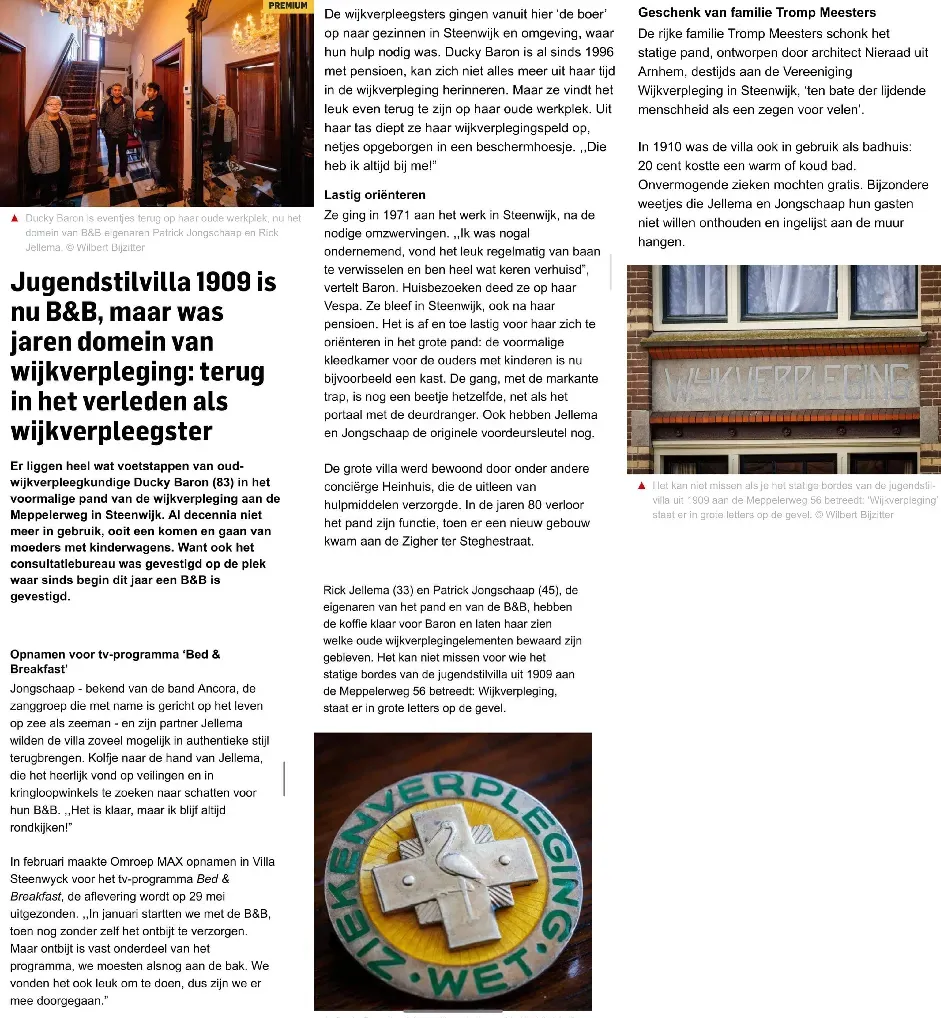 PREMIUM
Ducky Baron is eventjes terug op haar oude werkplek, nu het
domein van B&B eigenaren Patrick Jongschaap en Rick
Jellema. © Wilbert Bijzitter
Jugendstilvilla 1909 is
nu B&B, maar was
jaren domein van
wijkverpleging: terug
in het verleden als
wijkverpleegster
Er liggen heel wat voetstappen van oud-
wijkverpleegkundige Ducky Baron (83) in het
voormalige pand van de wijkverpleging aan de
Meppelerweg in Steenwijk. Al decennia niet
meer in gebruik, ooit een komen en gaan van
moeders met kinderwagens. Want ook het
consultatiebureau was gevestigd op de plek
waar sinds begin dit jaar een B&B is
gevestigd.
Opnamen voor tv-programma ‘Bed &
Breakfast’
Jongschaap - bekend van de band Ancora, de
zanggroep die met name is gericht op het leven
op zee als zeeman - en zijn partner Jellema
wilden de villa zoveel mogelijk in authentieke stijl
terugbrengen. Kolfje naar de hand van Jellema,
die het heerlijk vond op veilingen en in
kringloopwinkels te zoeken naar schatten voor
hun B&B. ,,Het is klaar, maar ik blijf altijd
rondkijken!”
In februari maakte Omroep MAX opnamen in Villa
Steenwyck voor het tv-programma Bed &
Breakfast, de aflevering wordt op 29 mei
uitgezonden. ,,In januari startten we met de B&B,
toen nog zonder zelf het ontbijt te verzorgen.
Maar ontbijt is vast onderdeel van het
programma, we moesten alsnog aan de bak. We
vonden het ook leuk om te doen, dus zijn we er
mee doorgegaan.”
De wijkverpleegsters gingen vanuit hier ‘de boer’
op naar gezinnen in Steenwijk en omgeving, waar
hun hulp nodig was. Ducky Baron is al sinds 1996
met pensioen, kan zich niet alles meer uit haar tijd
in de wijkverpleging herinneren. Maar ze vindt het
leuk even terug te zijn op haar oude werkplek. Uit
haar tas diept ze haar wijkverplegingspeld op,
netjes opgeborgen in een beschermhoesje. ,,Die
heb ik altijd bij me!”
Lastig oriënteren
Ze ging in 1971 aan het werk in Steenwijk, na de
nodige omzwervingen. ,,Ik was nogal
ondernemend, vond het leuk regelmatig van baan
te verwisselen en ben heel wat keren verhuisd”,
vertelt Baron. Huisbezoeken deed ze op haar
Vespa. Ze bleef in Steenwijk, ook na haar
pensioen. Het is af en toe lastig voor haar zich te
oriënteren in het grote pand: de voormalige
kleedkamer voor de ouders met kinderen is nu
bijvoorbeeld een kast. De gang, met de markante
trap, is nog een beetje hetzelfde, net als het
portaal met de deurdranger. Ook hebben Jellema
en Jongschaap de originele voordeursleutel nog.
De grote villa werd bewoond door onder andere
conciërge Heinhuis, die de uitleen van
hulpmiddelen verzorgde. In de jaren 80 verloor
het pand zijn functie, toen er een nieuw gebouw
kwam aan de Zigher ter Steghestraat.
Rick Jellema (33) en Patrick Jongschaap (45), de
eigenaren van het pand en van de B&B, hebben
de koffie klaar voor Baron en laten haar zien
welke oude wijkverplegingelementen bewaard zijn
gebieven. Het kan niet missen voor wie het
statige bordes van de jugendstilvilla uit 1909 aan
de Meppelerweg 56 betreedt: Wijkverpleging,
staat er in grote letters op de gevel.
ZIEKENVERPLEGING
· WET ·
Geschenk van familie Tromp Meesters
De rijke familie Tromp Meesters schonk het
statige pand, ontworpen door architect Nieraad uit
Arnhem, destijds aan de Vereeniging
Wijkverpleging in Steenwijk, ‘ten bate der lijdende
menschheid als een zegen voor velen’.
In 1910 was de villa ook in gebruik als badhuis:
20 cent kostte een warm of koud bad.
Onvermogende zieken mochten gratis. Bijzondere
weetjes die Jellema en Jongschaap hun gasten
niet willen onthouden en ingelijst aan de muur
hangen.
WYKVERPLEGING
Het kan niet missen als je het statige bordes van de jugendstil-
villa uit 1909 aan de Meppelerweg 56 betreedt: ‘Wijkverpleging’
staat er in grote letters op de gevel. © Wilbert Bijzitter